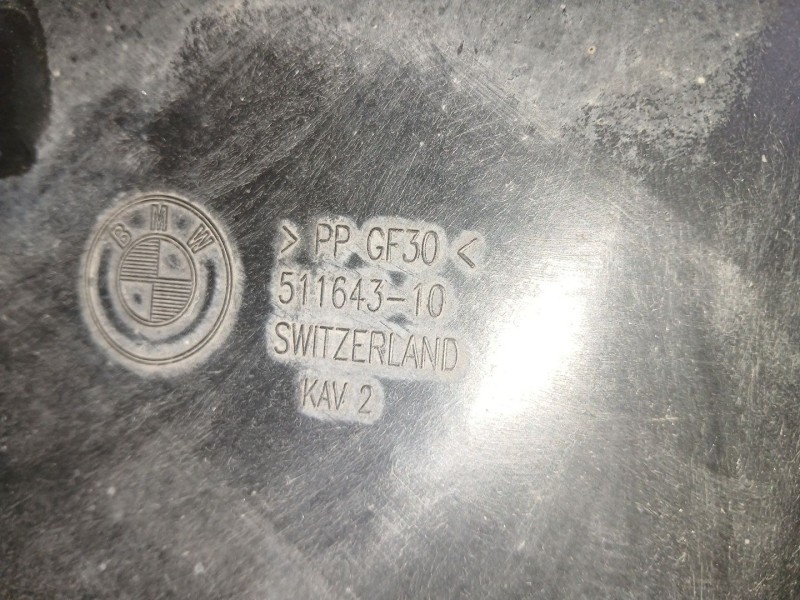 BMW
> PP GF30 <
511643-10
SWITZERLAND
KAV 2